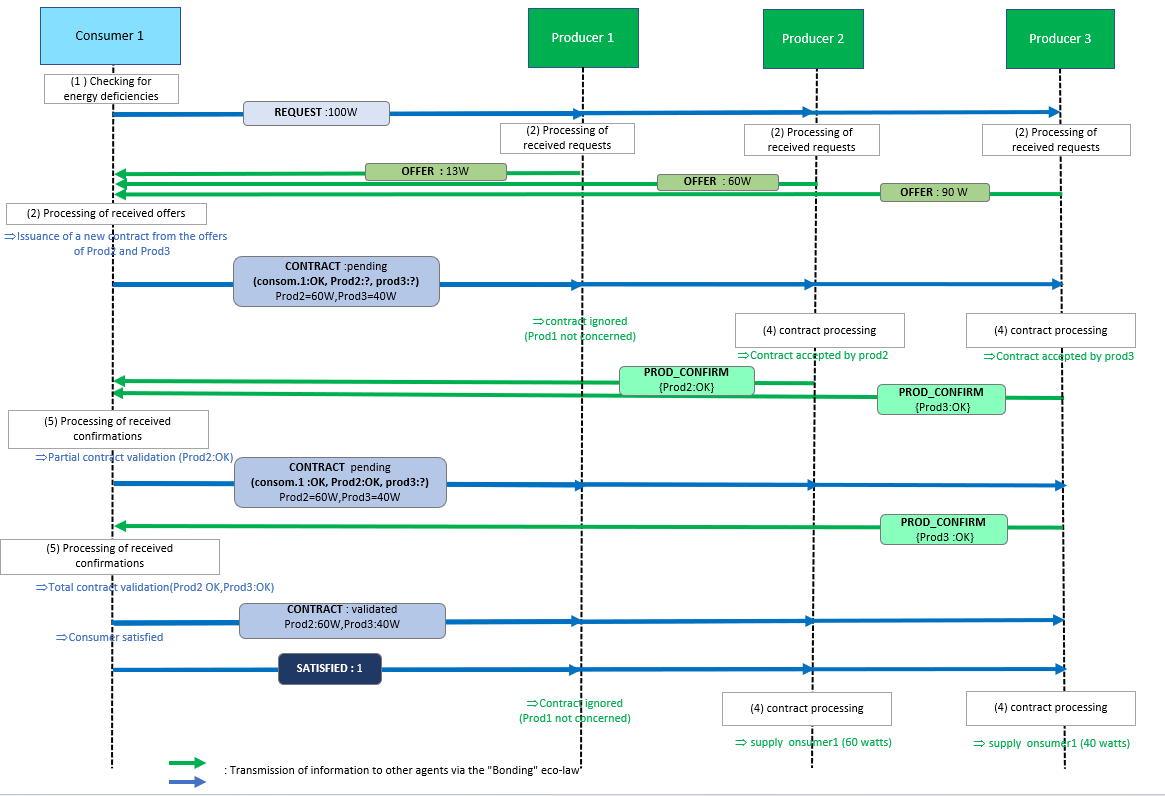 Consumer 1
Producer 1
Producer 2
Producer 3
(1 ) Checking for
energy deficiencies
REQUEST :100W
(2) Processing of
received requests
(2) Processing of
received requests
(2) Processing of
received requests
OFFER : 13W
OFFER : 60W
OFFER : 90 W
(2) Processing of received offers
⇒Issuance of a new contract from the offers
of Prod2 and Prod3
CONTRACT :pending
(consom.1:OK, Prod2:?, prod3:?)
Prod2=60W,Prod3=40W
⇒contract ignored
(Prod1 not concerned)
(4) contract processing
⇒Contract accepted by prod2
(4) contract processing
⇒Contract accepted by prod3
PROD_CONFIRM
{Prod2:OK}
PROD_CONFIRM
{Prod3:OK}
(5) Processing of received
confirmations
⇒Partial contract validation (Prod2:OK)
CONTRACT pending
(consom.1 :OK, Prod2:OK, prod3:?)
Prod2=60W,Prod3=40W
PROD_CONFIRM
{Prod3 :OK}
(5) Processing of received
confirmations
⇒Total contract validation(Prod2 OK,Prod3:OK)
CONTRACT : validated
Prod2:60W,Prod3:40W
⇒Consumer satisfied
SATISFIED : 1
⇒Contract ignored
(Prod1 not concerned)
(4) contract processing
⇒ supply onsumer1 (60 watts)
(4) contract processing
⇒ supply onsumer1 (40 watts)
: Transmission of information to other agents via the "Bonding" eco-law